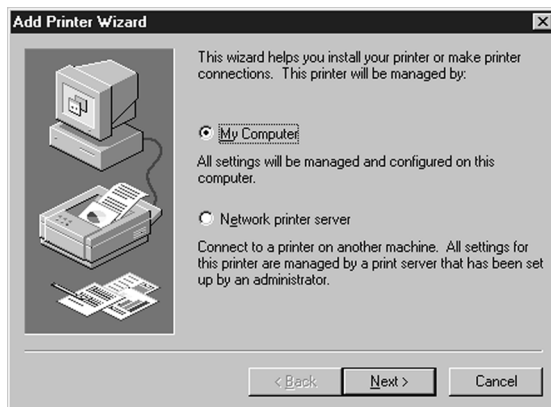 Add Printer Wizard
This wizard helps you install your printer or make printer
connections. This printer will be managed by:
My Computer
All settings will be managed and configured on this
computer.
Network printer server
Connect to a printer on another machine. All settings for
this printer are managed by a print server that has been set
up by an administrator.
< Back
Next >
Cancel